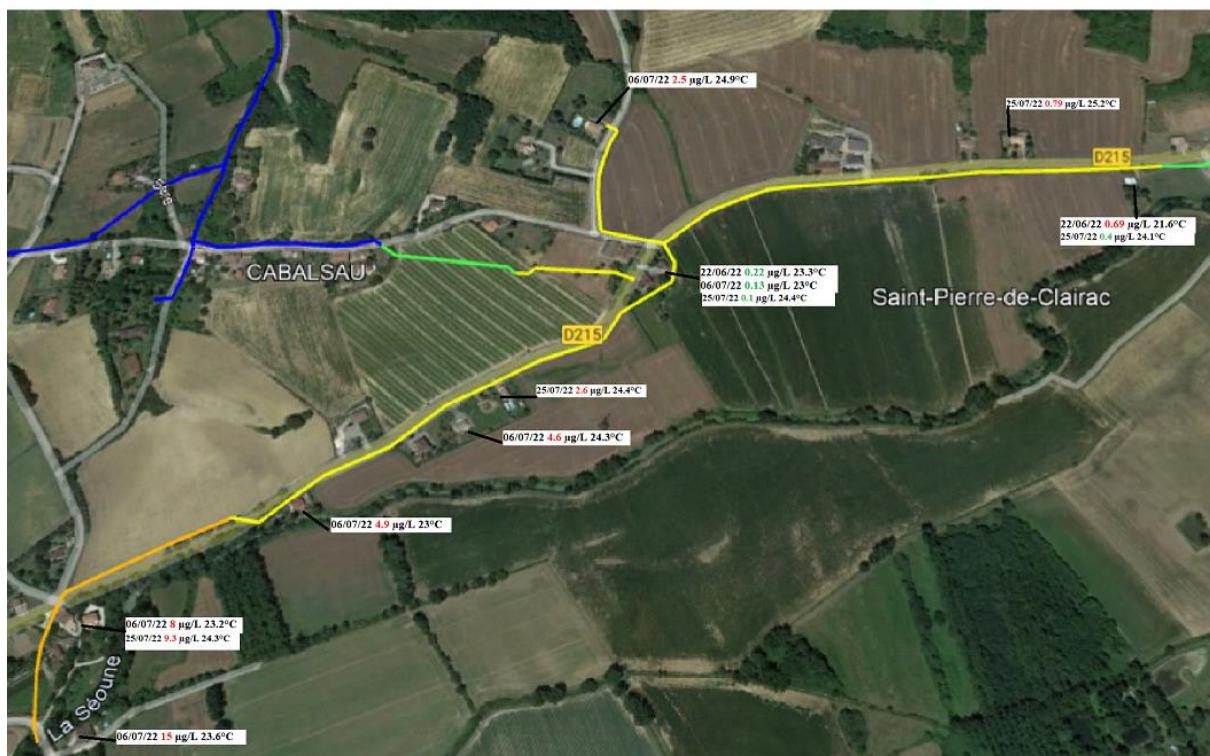 06/07/22 2.5 µg/L 24.9°C
25/07/22 0.79 µg/L 25.2°C
D215
22/06/22 0.69 µg/L 21.6°C
25/07/22 0.4 µg/L 24.1°C
CABALSAU
22/06/22 0.22 µg/L 23.3°C
06/07/22 0.13 µg/L 23°C
25/07/22 0.1 µg/L 24.4°C
Saint-Pierre-de-Clairac
D215
25/07/22 2.6 µg/L 24.4°C
06/07/22 4.6 µg/L 24.3°C
06/07/22 4.9 µg/L 23°C
06/07/22 8 µg/L 23.2°C
25/07/22 9.3 µg/L 24.3°C
La Séoune
06/07/22 15 µg/L 23.6°C